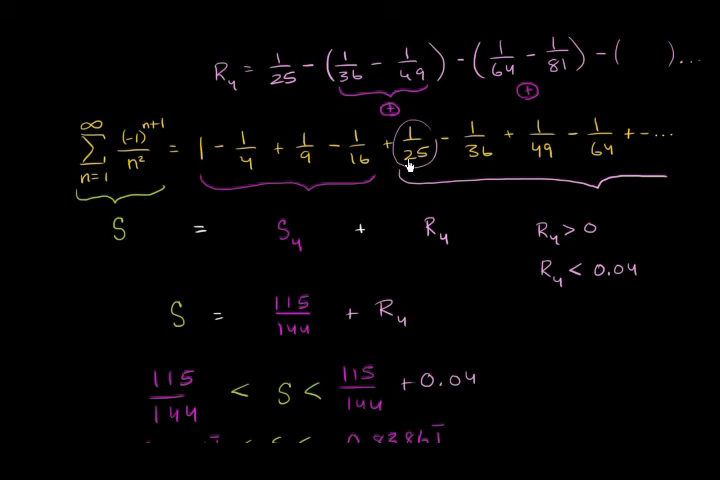 R₄ = 1/25 − (1/36 − 1/49) − (1/64 − 1/81) − ( ) ...
+ +
∞
∑ (−1)ⁿ⁺¹/n² = 1 − 1/4 + 1/9 − 1/16 + 1/25 − 1/36 + 1/49 − 1/64 + − ...
n=1
S = S₄ + R₄ R₄ > 0
R₄ < 0.04
S = 115/144 + R₄
115/144 < S < 115/144 + 0.04